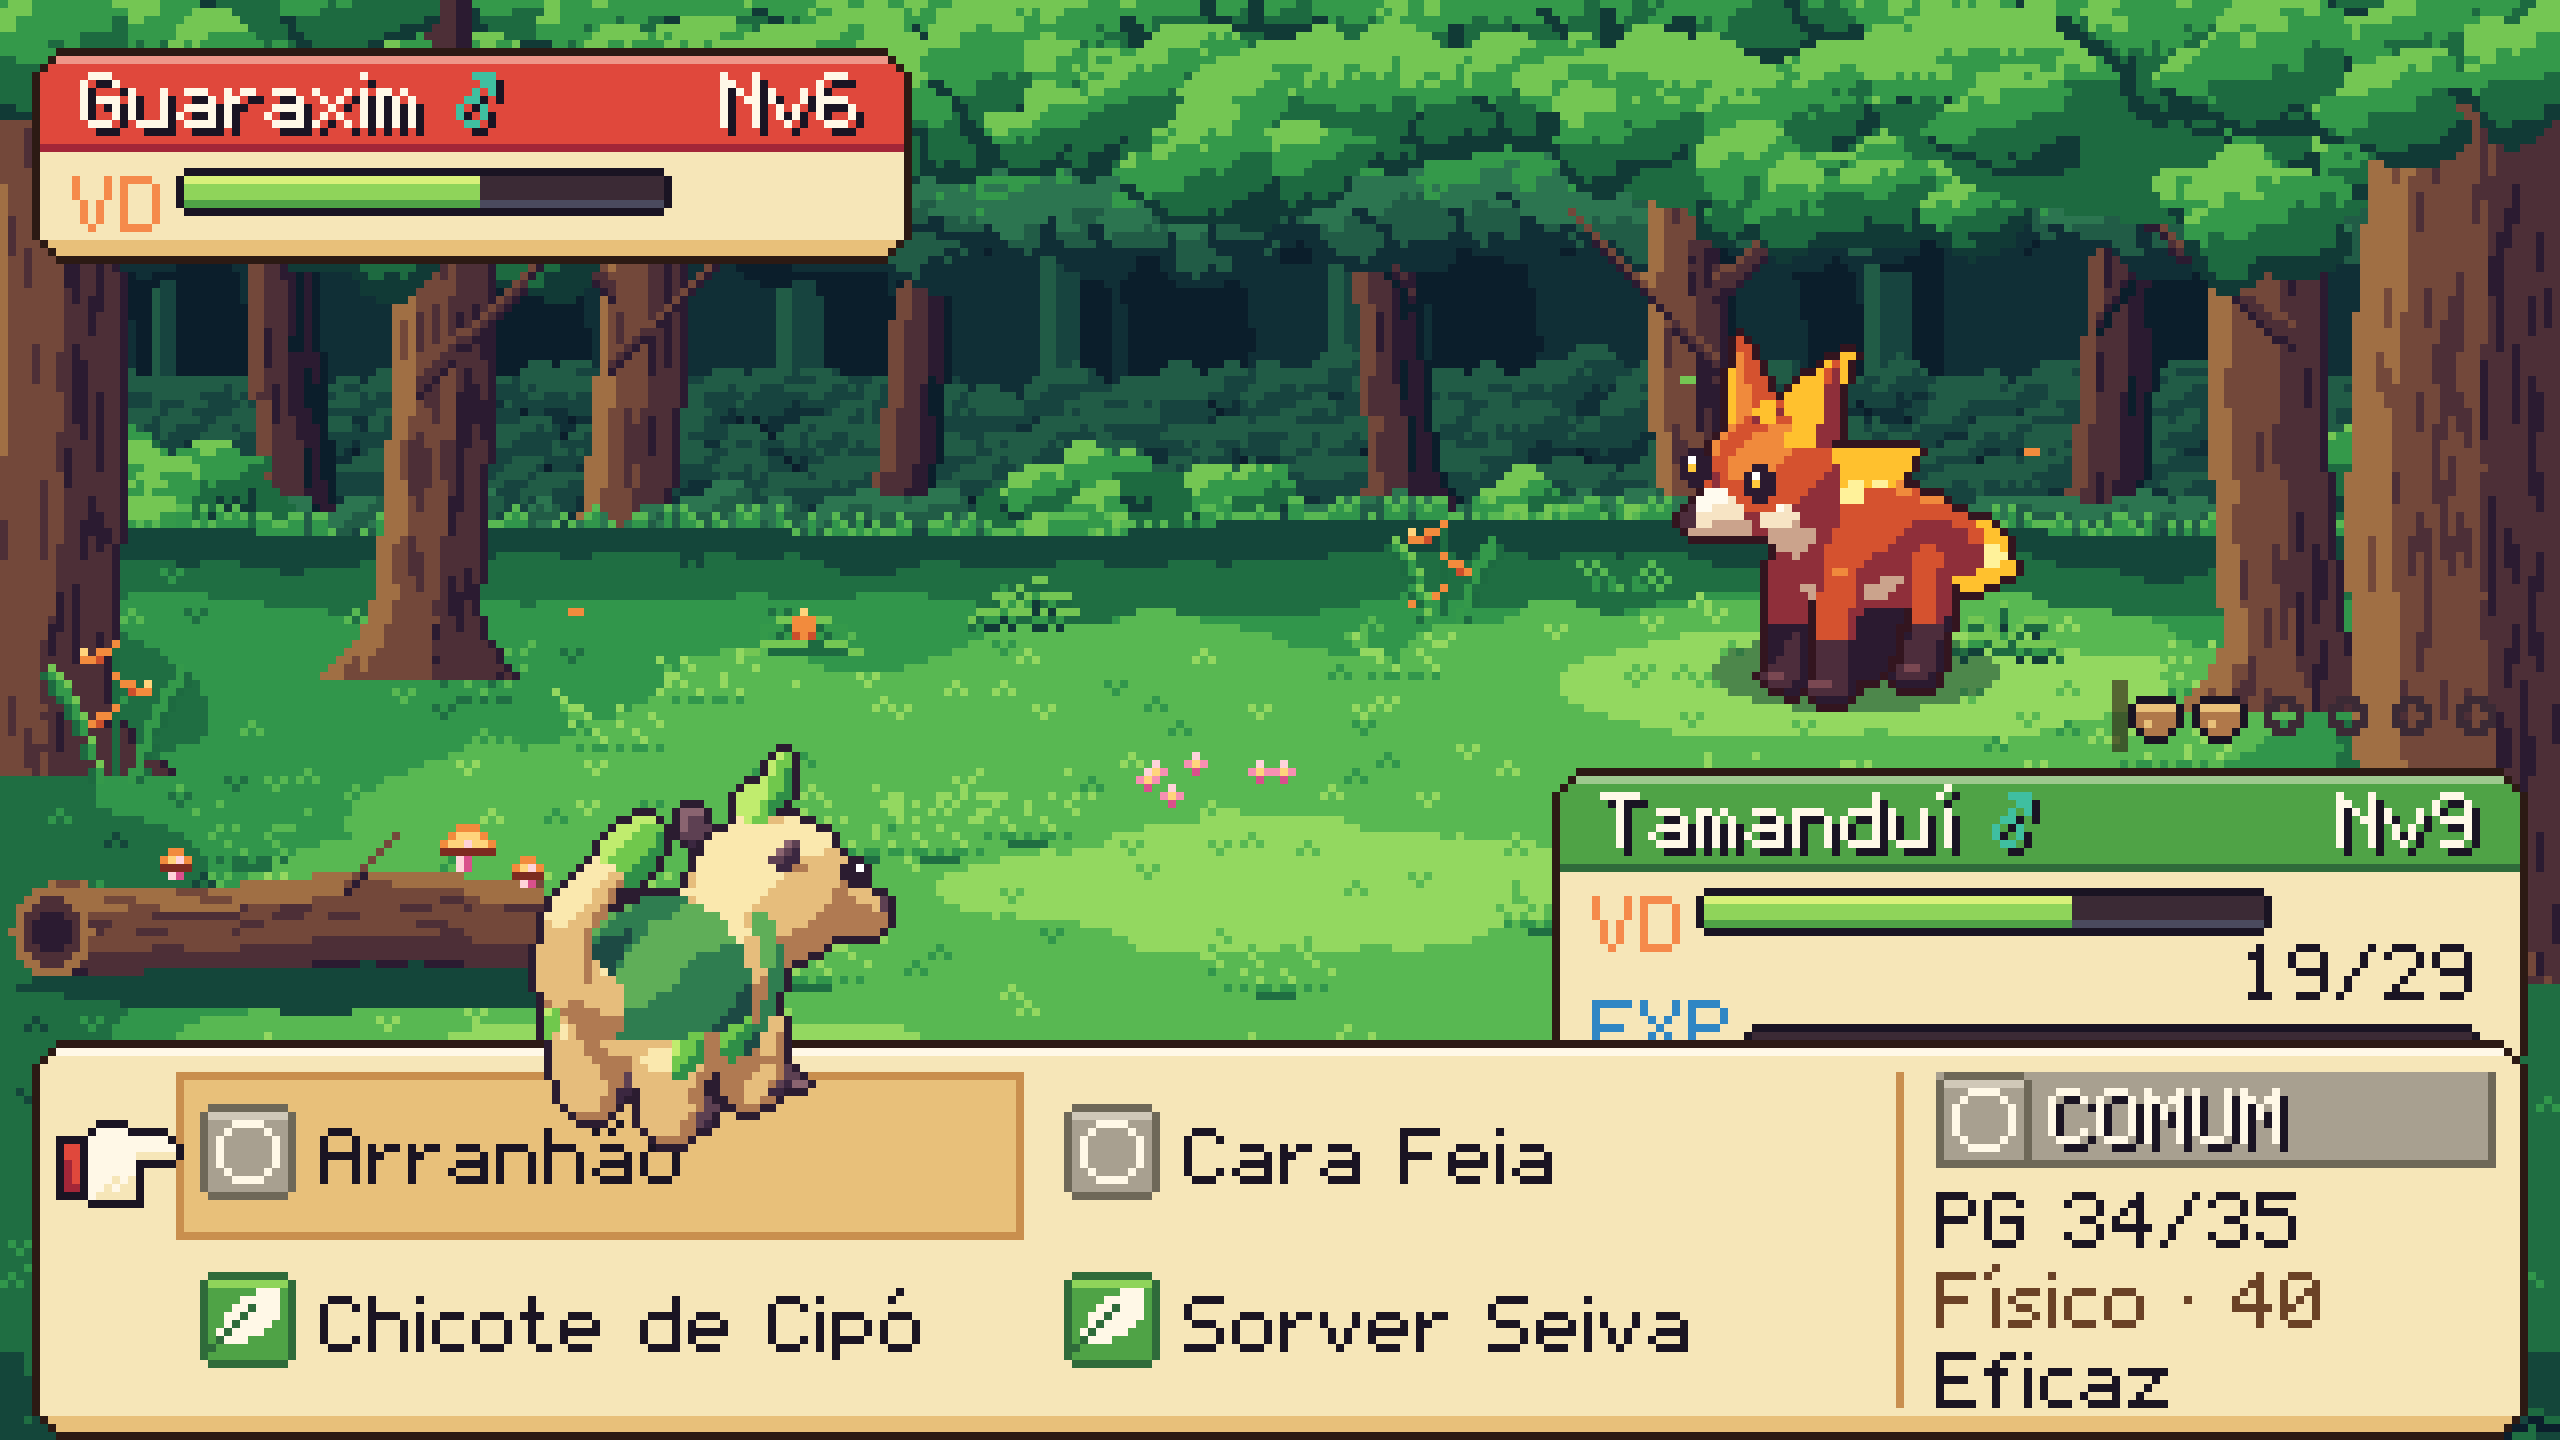 Guaraxim ♂ Nv6
VD
Tamanduí ♂ Nv9
VD
19/29
EXP
Arranhão
Cara Feia
Chicote de Cipó
Sorver Seiva
COMUM
PG 34/35
Físico · 40
Eficaz